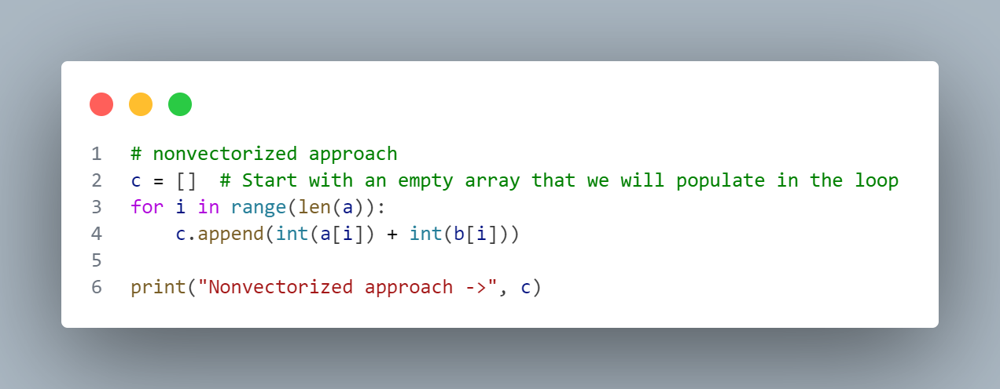 1 # nonvectorized approach
2 c = []  # Start with an empty array that we will populate in the loop
3 for i in range(len(a)):
4     c.append(int(a[i]) + int(b[i]))
5
6 print("Nonvectorized approach ->", c)